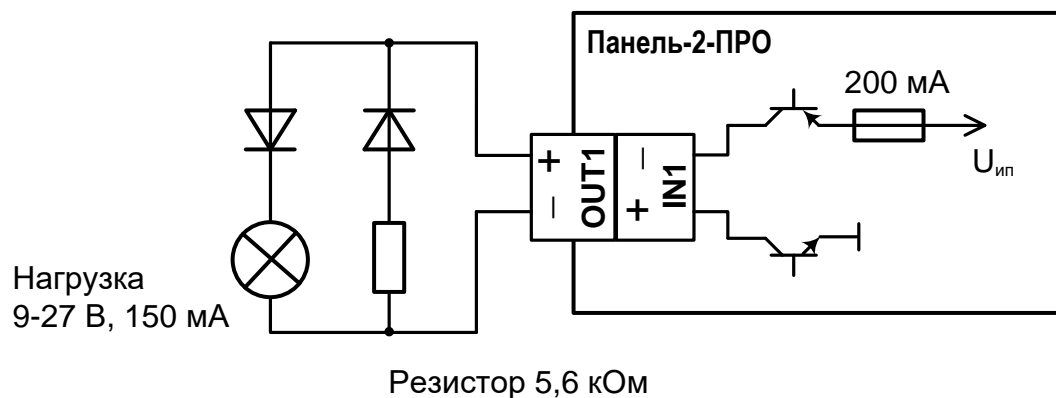 Панель-2-ПРО
200 мА
Uип
+ −
OUT1
− +
IN1
Нагрузка
9-27 В, 150 мА
Резистор 5,6 кОм